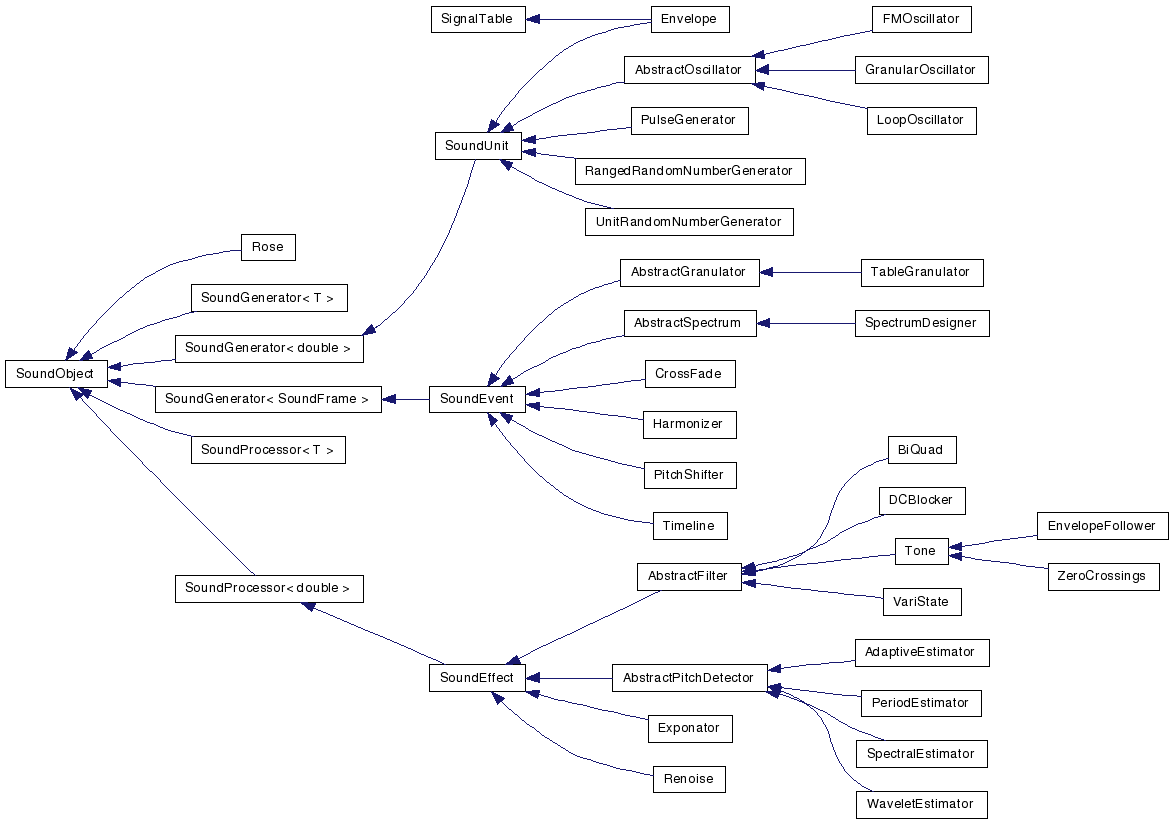 SignalTable
Envelope
FMOscillator
AbstractOscillator
GranularOscillator
LoopOscillator
PulseGenerator
SoundUnit
RangedRandomNumberGenerator
UnitRandomNumberGenerator
Rose
AbstractGranulator
TableGranulator
SoundGenerator< T >
AbstractSpectrum
SpectrumDesigner
SoundGenerator< double >
SoundObject
CrossFade
SoundGenerator< SoundFrame >
SoundEvent
Harmonizer
SoundProcessor< T >
BiQuad
PitchShifter
DCBlocker
Timeline
EnvelopeFollower
Tone
AbstractFilter
ZeroCrossings
SoundProcessor< double >
VariState
AdaptiveEstimator
SoundEffect
AbstractPitchDetector
PeriodEstimator
Exponator
SpectralEstimator
Renoise
WaveletEstimator